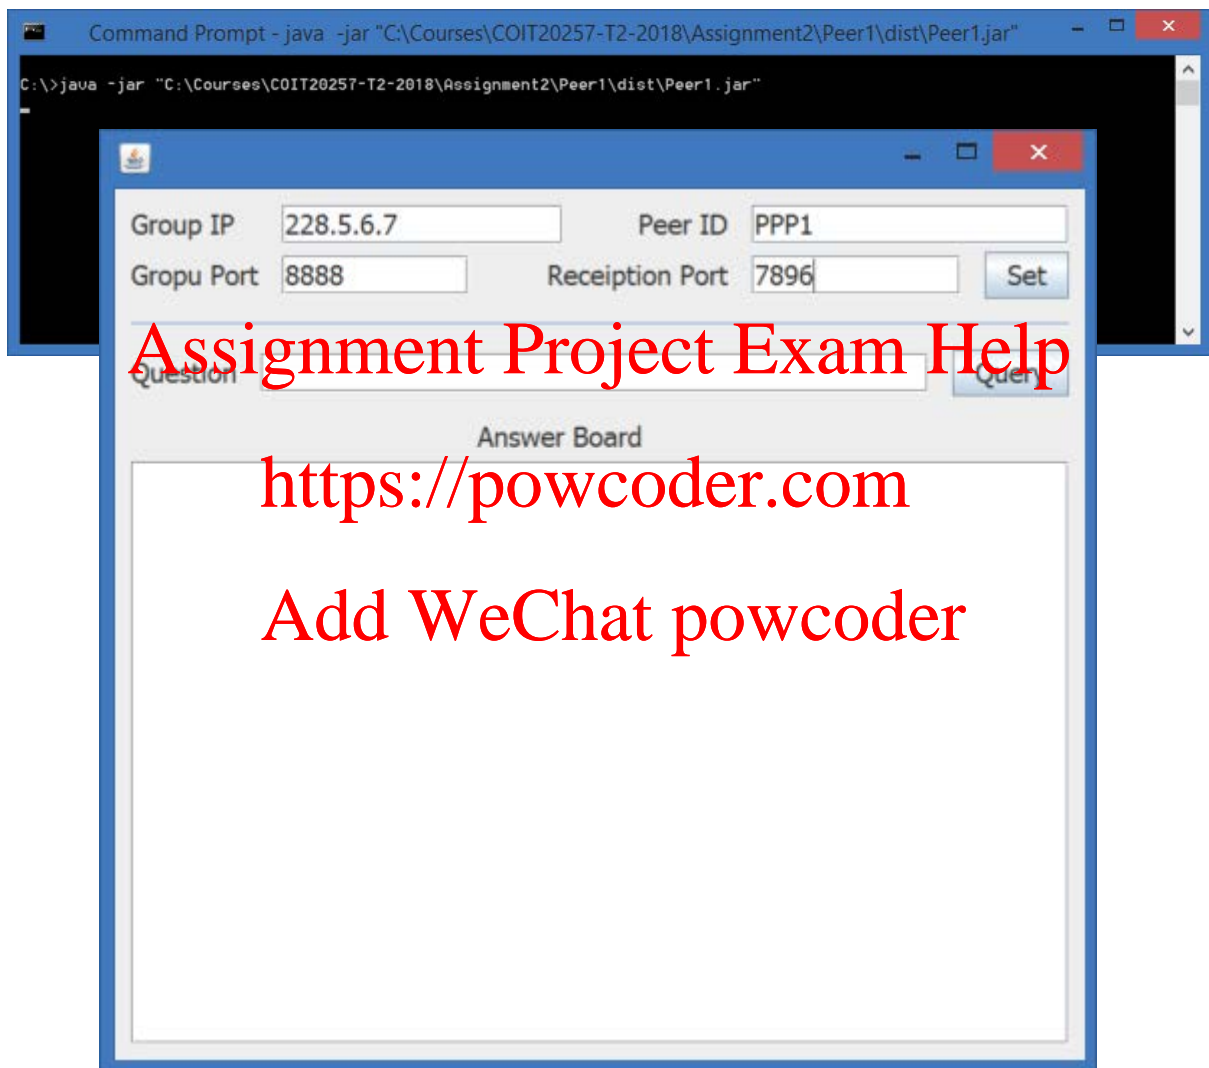 Command Prompt - java -jar "C:\Courses\COIT20257-T2-2018\Assignment2\Peer1\dist\Peer1.jar"
C:\>java -jar "C:\Courses\COIT20257-T2-2018\Assignment2\Peer1\dist\Peer1.jar"
Group IP 228.5.6.7 Peer ID PPP1
Gropu Port 8888 Receiption Port 7896 Set
Assignment Project Exam Help
Question Query
Answer Board
https://powcoder.com
Add WeChat powcoder